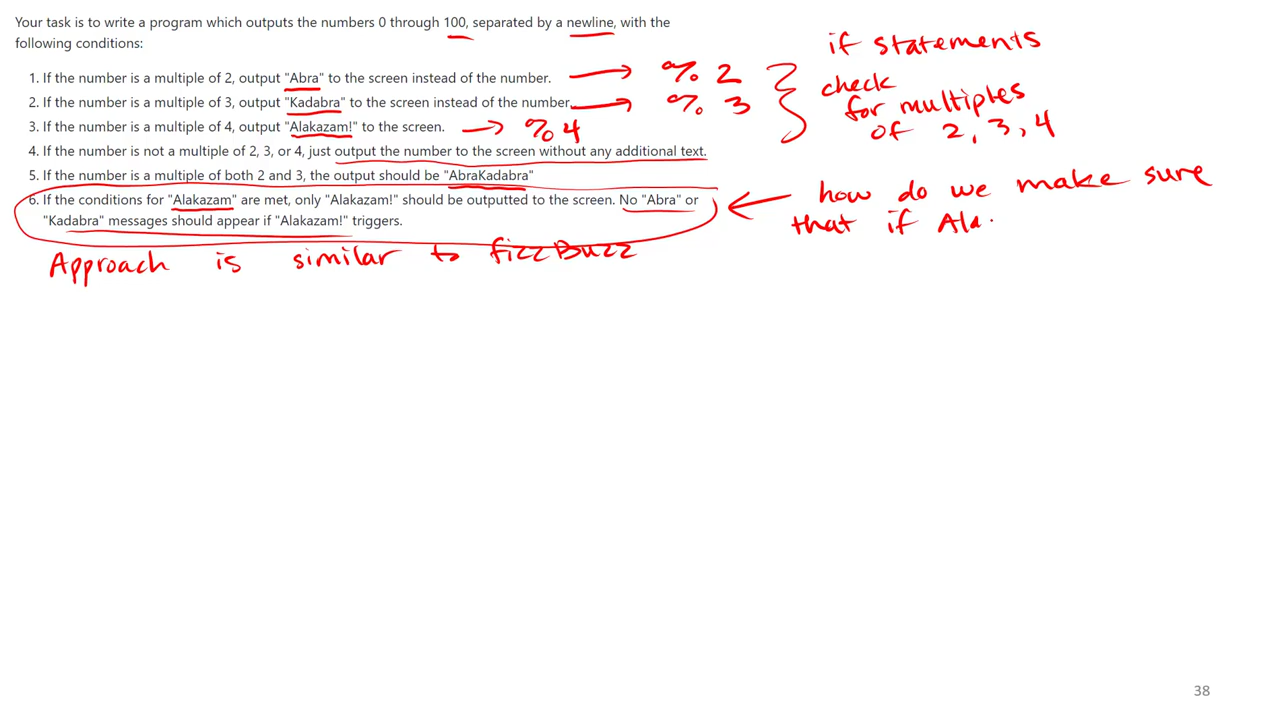 Your task is to write a program which outputs the numbers 0 through 100, separated by a newline, with the
following conditions:
if statements
1. If the number is a multiple of 2, output "Abra" to the screen instead of the number. → % 2
check
2. If the number is a multiple of 3, output "Kadabra" to the screen instead of the number. → % 3
for multiples
3. If the number is a multiple of 4, output "Alakazam!" to the screen. → %4
of 2, 3, 4
4. If the number is not a multiple of 2, 3, or 4, just output the number to the screen without any additional text.
5. If the number is a multiple of both 2 and 3, the output should be "AbraKadabra"
6. If the conditions for "Alakazam" are met, only "Alakazam!" should be outputted to the screen. No "Abra" or
"Kadabra" messages should appear if "Alakazam!" triggers.
how do we make sure
that if Ala.
Approach is similar to fizzBuzz
38